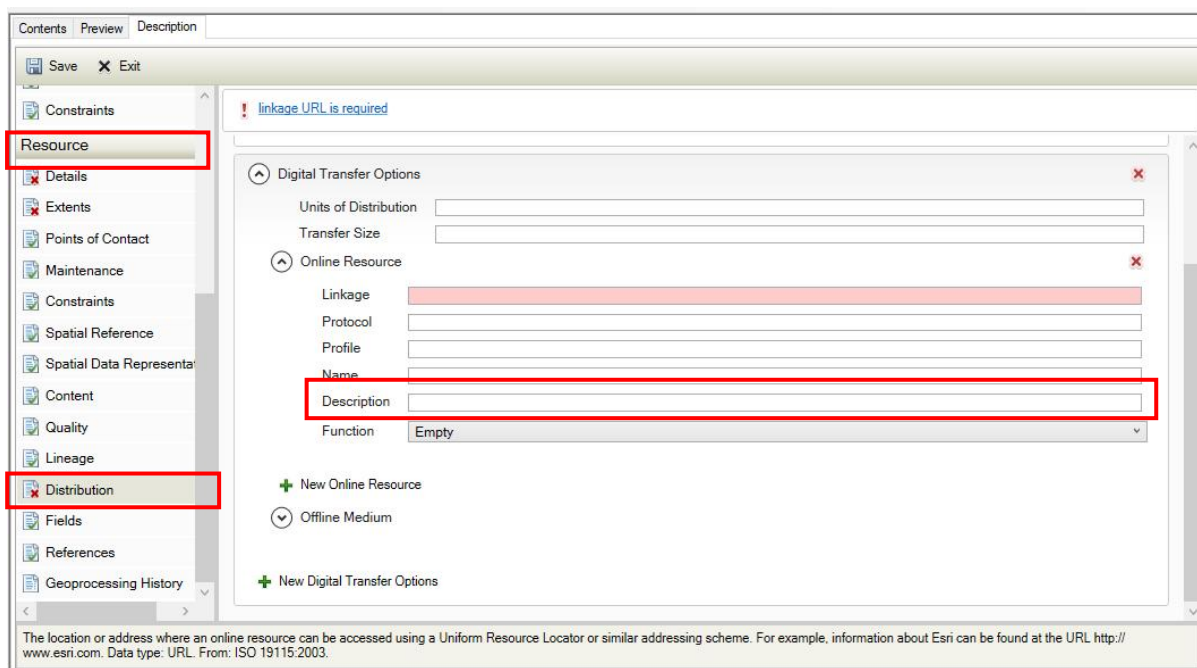 Contents Preview Description
Save Exit
Constraints
Resource
Details
Extents
Points of Contact
Maintenance
Constraints
Spatial Reference
Spatial Data Representat
Content
Quality
Lineage
Distribution
Fields
References
Geoprocessing History
linkage URL is required
Digital Transfer Options
Units of Distribution
Transfer Size
Online Resource
Linkage
Protocol
Profile
Name
Description
Function Empty
New Online Resource
Offline Medium
New Digital Transfer Options
The location or address where an online resource can be accessed using a Uniform Resource Locator or similar addressing scheme. For example, information about Esri can be found at the URL http://
www.esri.com. Data type: URL. From: ISO 19115:2003.